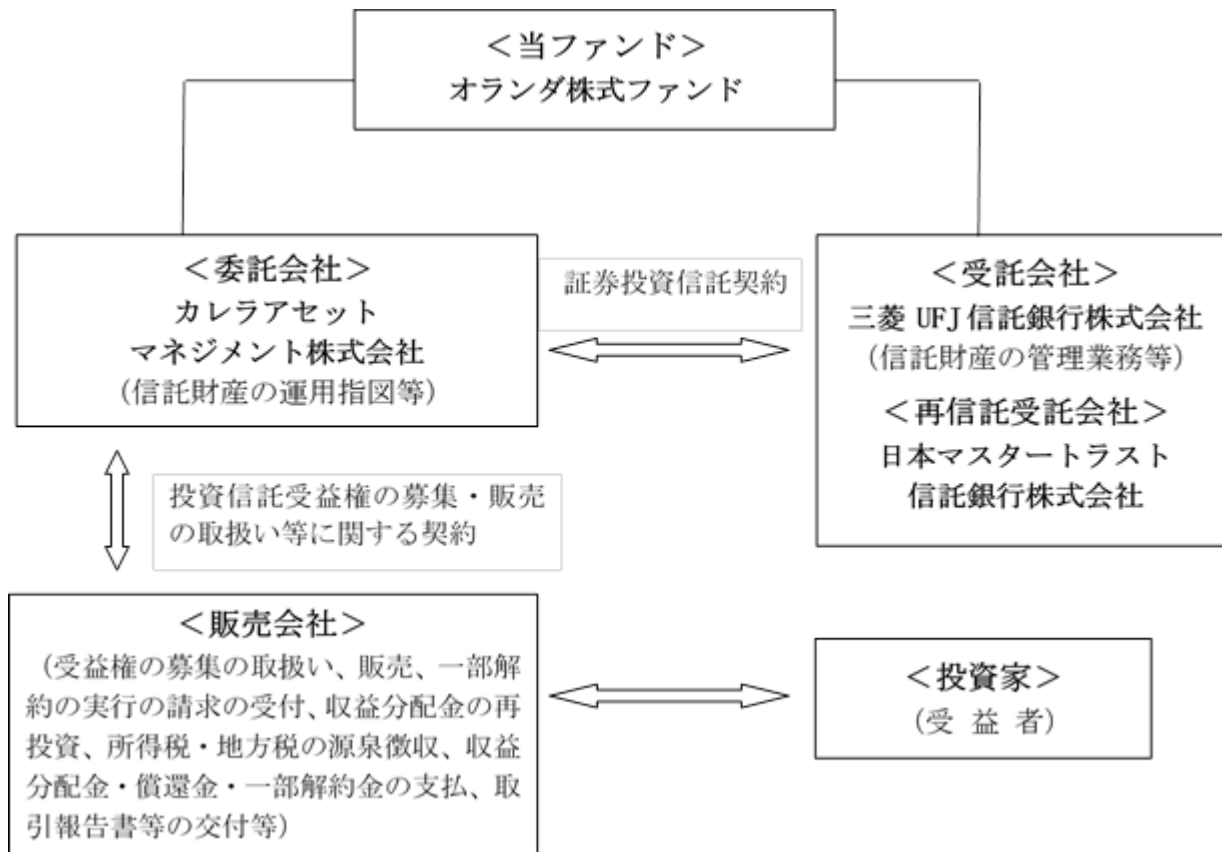 <当ファンド>
オランダ株式ファンド
<委託会社>
カレラアセット
マネジメント株式会社
(信託財産の運用指図等)
証券投資信託契約
<受託会社>
三菱 UFJ 信託銀行株式会社
(信託財産の管理業務等)
<再信託受託会社>
日本マスタートラスト
信託銀行株式会社
投資信託受益権の募集・販売
の取扱い等に関する契約
<販売会社>
(受益権の募集の取扱い、販売、一部解
約の実行の請求の受付、収益分配金の再
投資、所得税・地方税の源泉徴収、収益
分配金・償還金・一部解約金の支払、取
引報告書等の交付等)
<投資家>
(受 益 者)